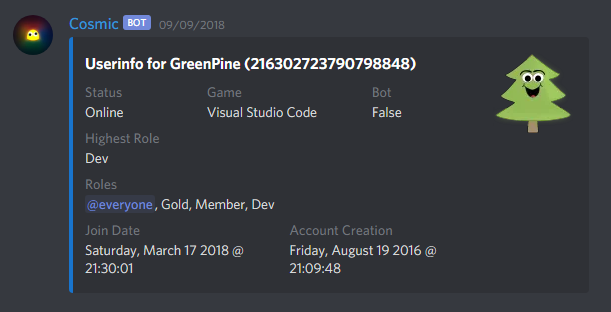 Cosmic BOT 09/09/2018
Userinfo for GreenPine (216302723790798848)
Status Game Bot
Online Visual Studio Code False
Highest Role
Dev
Roles
@everyone, Gold, Member, Dev
Join Date Account Creation
Saturday, March 17 2018 @ Friday, August 19 2016 @
21:30:01 21:09:48